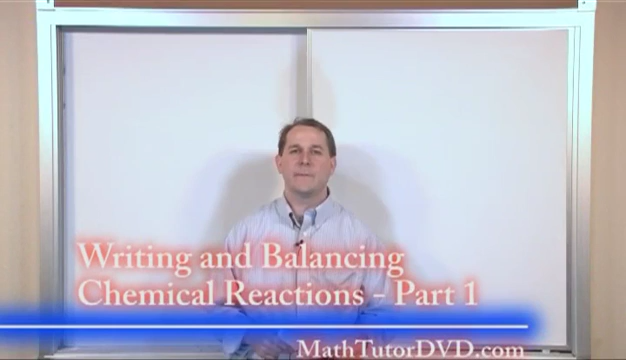 Writing and Balancing
Chemical Reactions - Part 1
MathTutorDVD.com